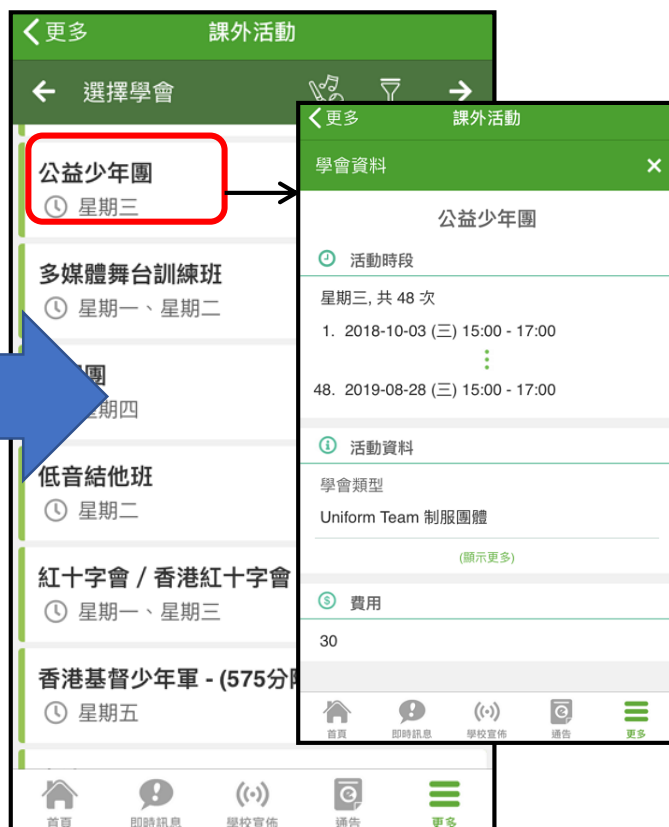 更多
課外活動
選擇學會
公益少年團
星期三
多媒體舞台訓練班
星期一、星期二
團
期四
低音結他班
星期二
紅十字會 / 香港紅十字會
星期一、星期三
香港基督少年軍 - (575分
星期五
首頁
即時訊息
學校宣佈
通告
更多
更多
課外活動
學會資料
公益少年團
活動時段
星期三, 共 48 次
1. 2018-10-03 (三) 15:00 - 17:00
48. 2019-08-28 (三) 15:00 - 17:00
活動資料
學會類型
Uniform Team 制服團體
(顯示更多)
費用
30
首頁
即時訊息
學校宣佈
通告
更多